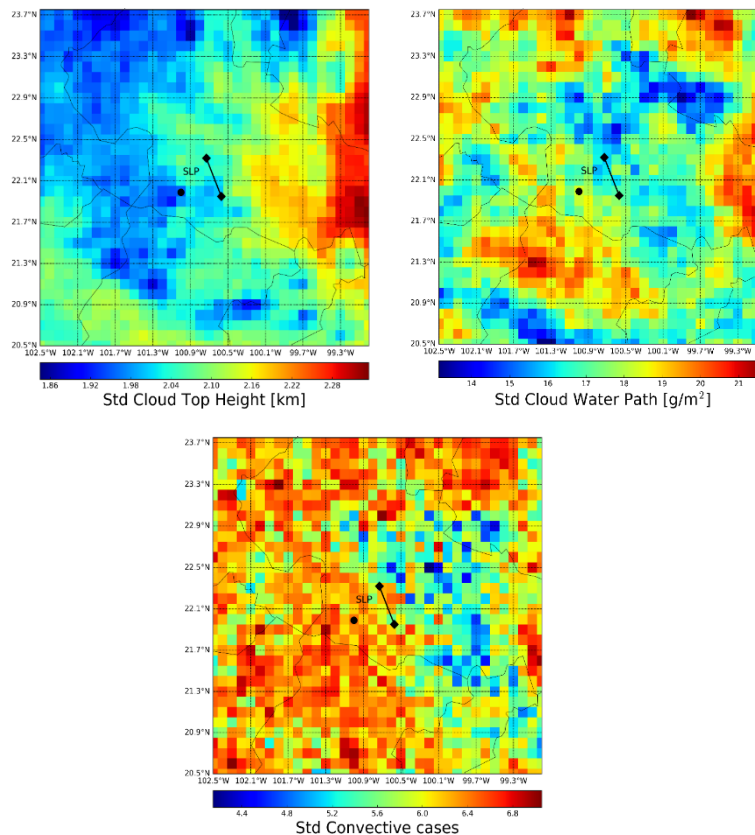 23.7°N
23.3°N
22.9°N
22.5°N
22.1°N
21.7°N
21.3°N
20.9°N
20.5°N
SLP
102.5°W 102.1°W 101.7°W 101.3°W 100.9°W 100.5°W 100.1°W 99.7°W 99.3°W
1.86 1.92 1.98 2.04 2.10 2.16 2.22 2.28
Std Cloud Top Height [km]
23.7°N
23.3°N
22.9°N
22.5°N
22.1°N
21.7°N
21.3°N
20.9°N
20.5°N
SLP
102.5°W 102.1°W 101.7°W 101.3°W 100.9°W 100.5°W 100.1°W 99.7°W 99.3°W
14 15 16 17 18 19 20 21
Std Cloud Water Path [g/m²]
23.7°N
23.3°N
22.9°N
22.5°N
22.1°N
21.7°N
21.3°N
20.9°N
20.5°N
SLP
102.5°W 102.1°W 101.7°W 101.3°W 100.9°W 100.5°W 100.1°W 99.7°W 99.3°W
4.4 4.8 5.2 5.6 6.0 6.4 6.8
Std Convective cases